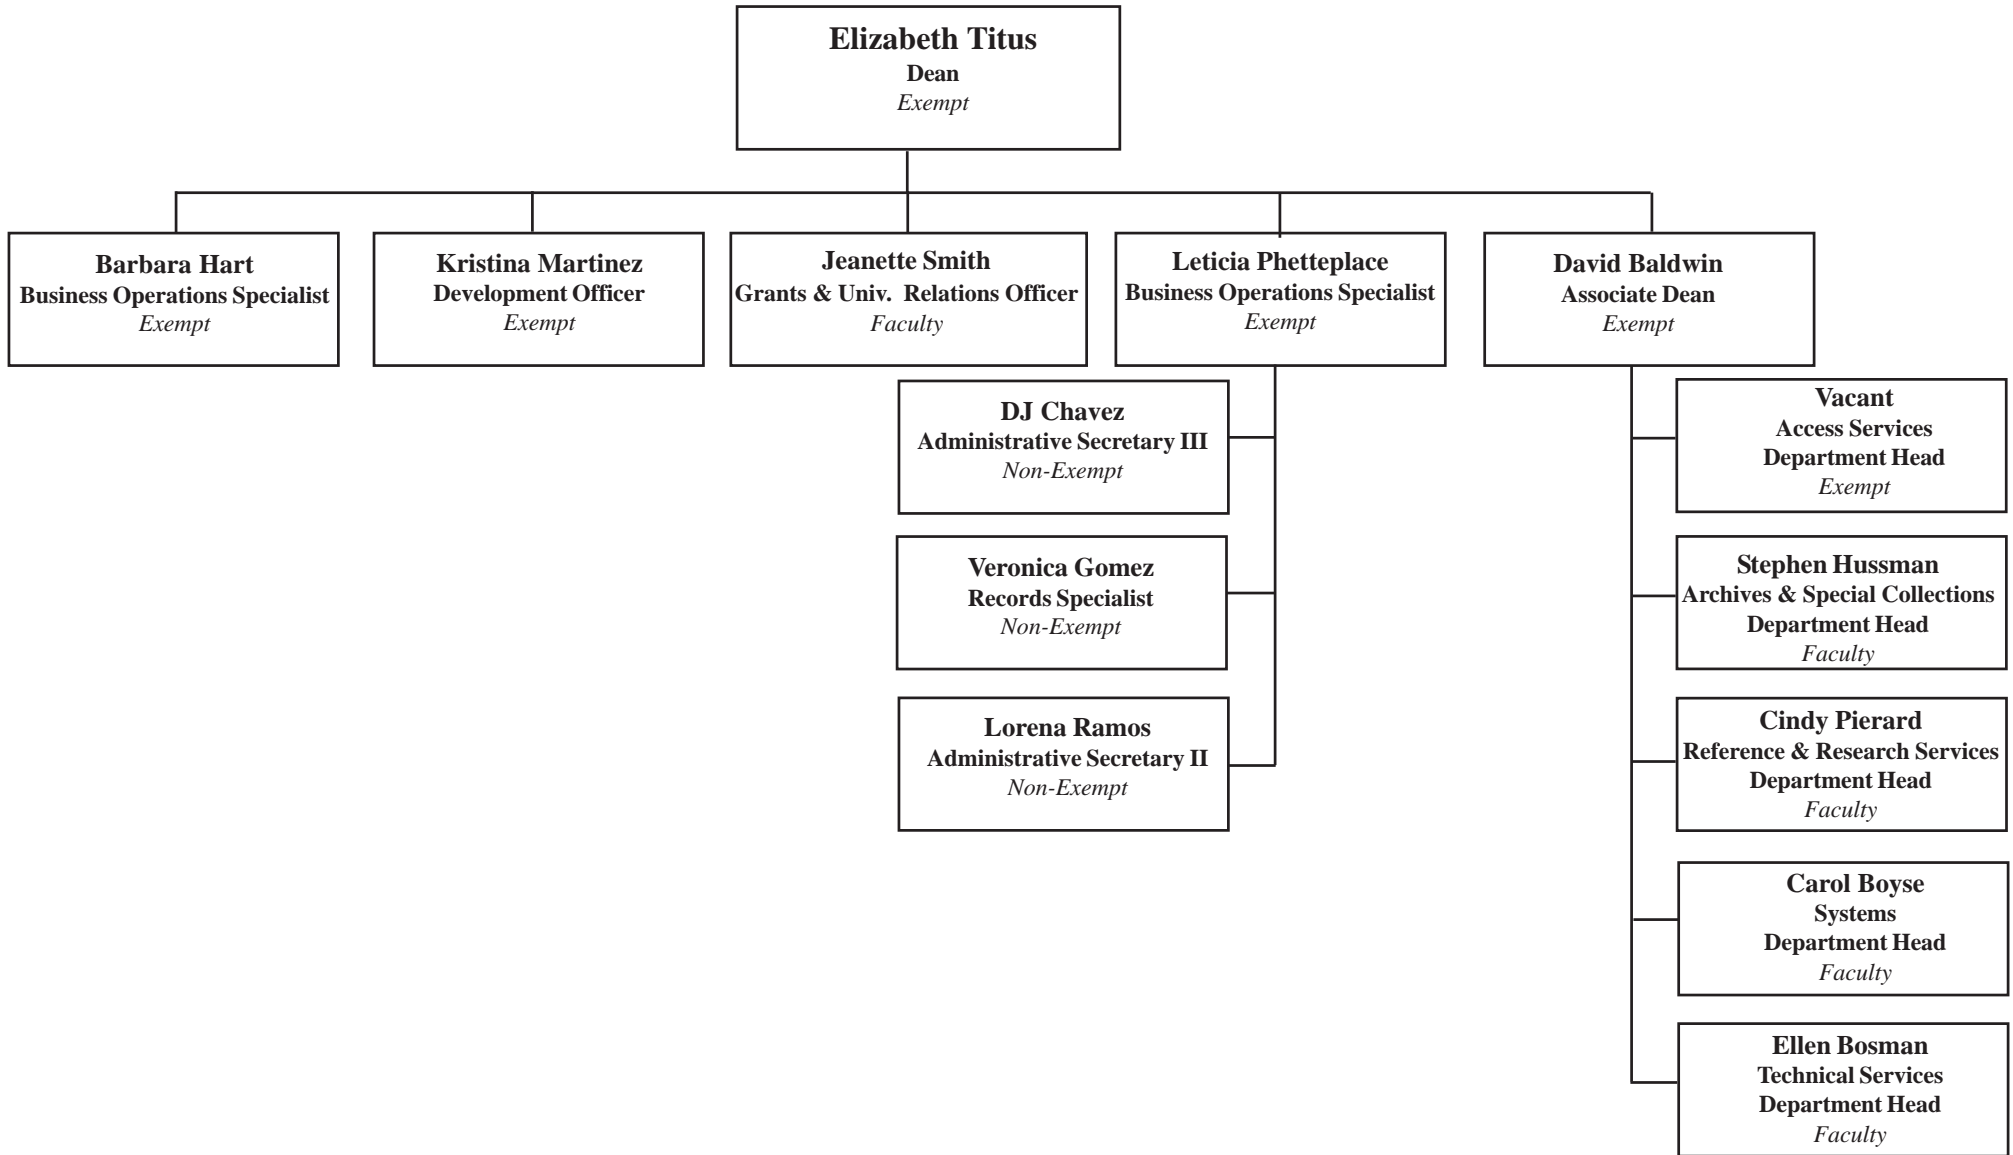 Elizabeth Titus
Dean
Exempt
Barbara Hart
Business Operations Specialist
Exempt
Kristina Martinez
Development Officer
Exempt
Jeanette Smith
Grants & Univ. Relations Officer
Faculty
Leticia Phetteplace
Business Operations Specialist
Exempt
David Baldwin
Associate Dean
Exempt
DJ Chavez
Administrative Secretary III
Non-Exempt
Veronica Gomez
Records Specialist
Non-Exempt
Lorena Ramos
Administrative Secretary II
Non-Exempt
Vacant
Access Services
Department Head
Exempt
Stephen Hussman
Archives & Special Collections
Department Head
Faculty
Cindy Pierard
Reference & Research Services
Department Head
Faculty
Carol Boyse
Systems
Department Head
Faculty
Ellen Bosman
Technical Services
Department Head
Faculty